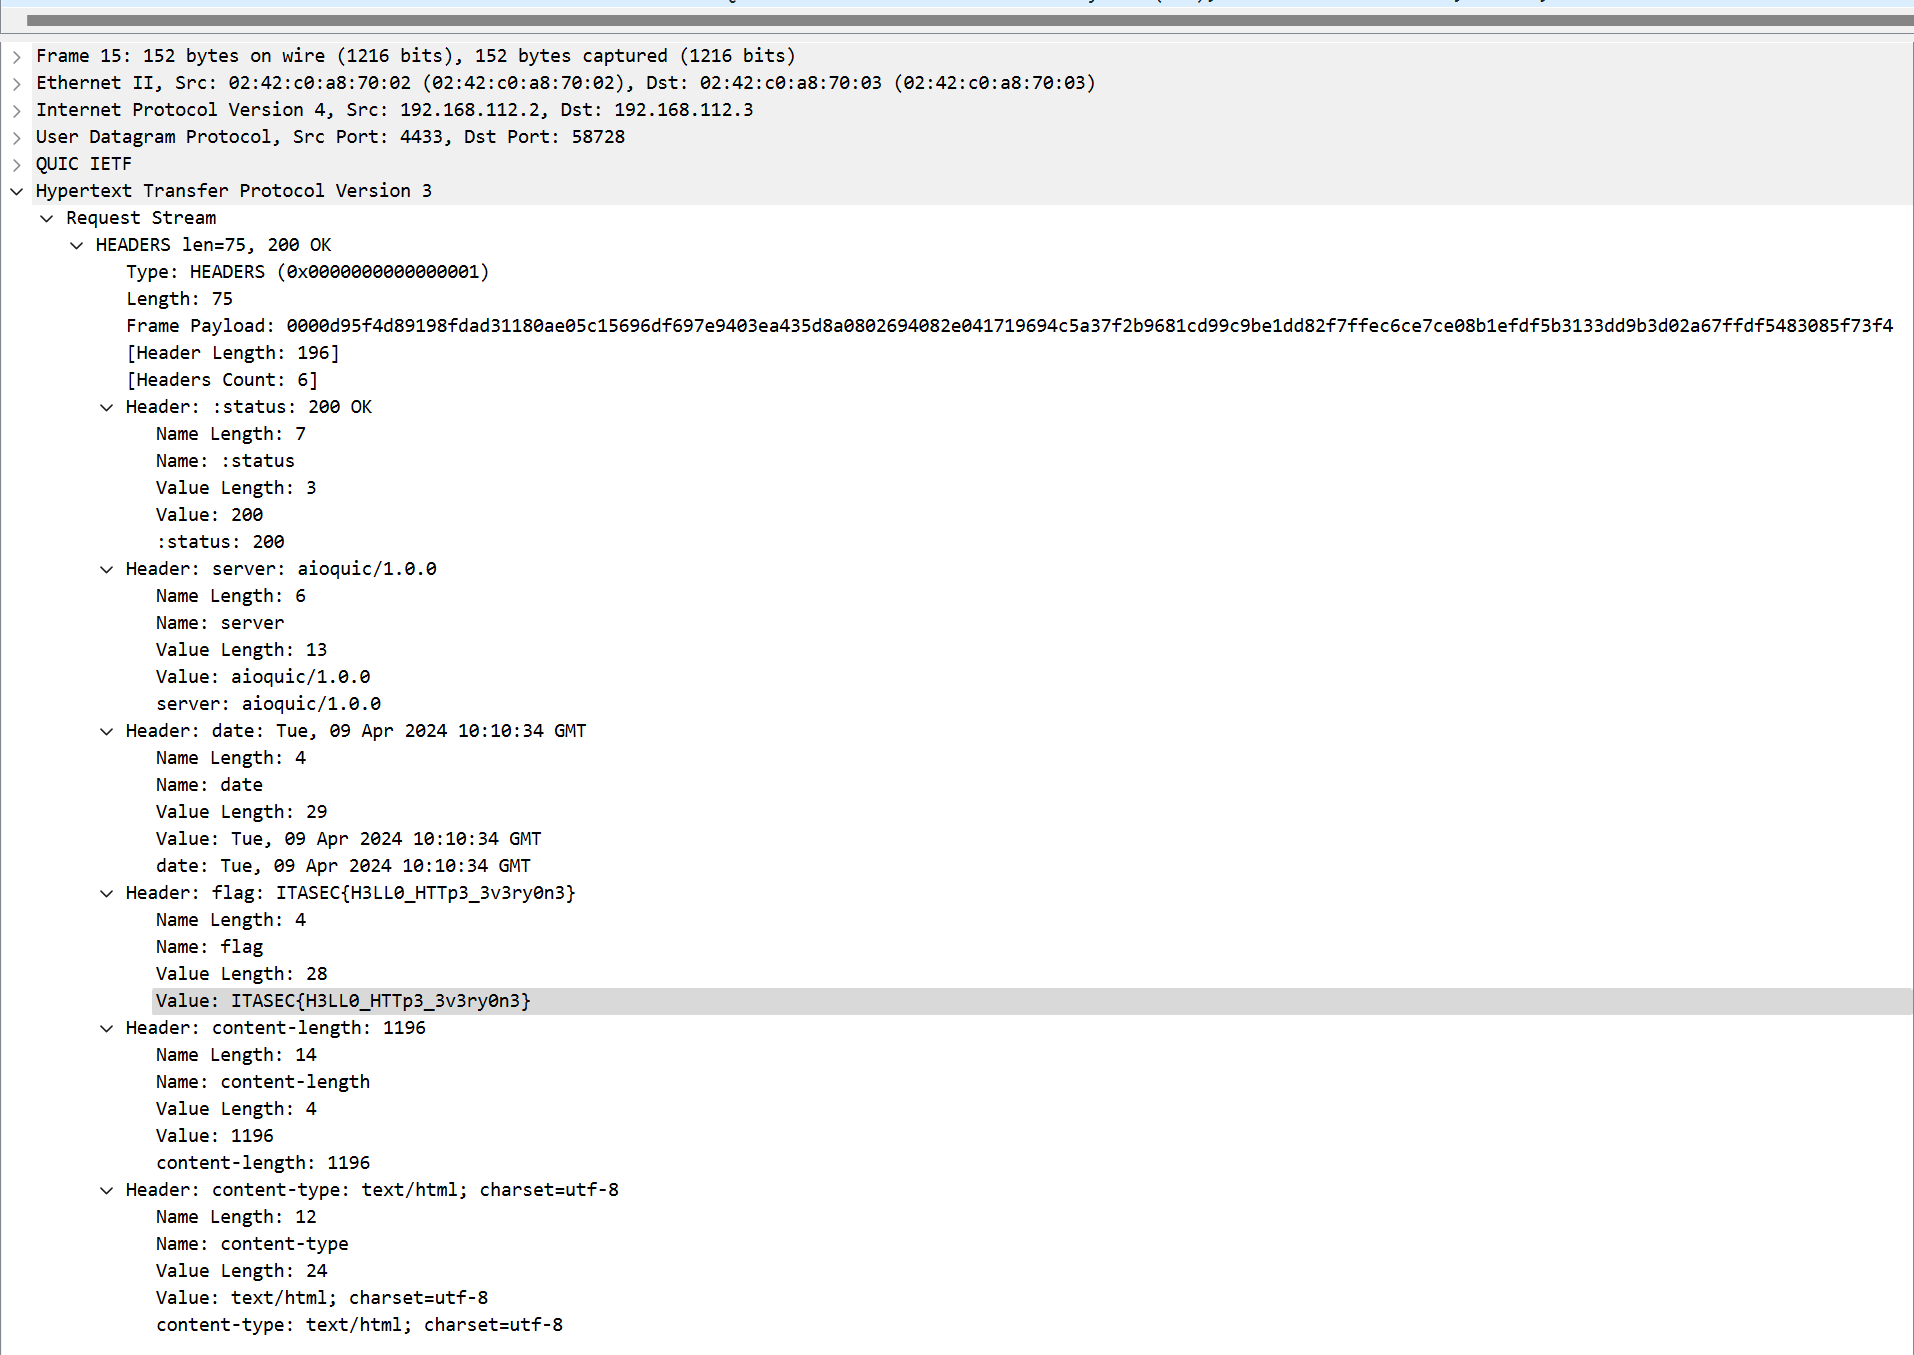 Frame 15: 152 bytes on wire (1216 bits), 152 bytes captured (1216 bits)
Ethernet II, Src: 02:42:c0:a8:70:02 (02:42:c0:a8:70:02), Dst: 02:42:c0:a8:70:03 (02:42:c0:a8:70:03)
Internet Protocol Version 4, Src: 192.168.112.2, Dst: 192.168.112.3
User Datagram Protocol, Src Port: 4433, Dst Port: 58728
QUIC IETF
Hypertext Transfer Protocol Version 3
Request Stream
HEADERS len=75, 200 OK
Type: HEADERS (0x0000000000000001)
Length: 75
Frame Payload: 0000d95f4d89198fdad31180ae05c15696df697e9403ea435d8a0802694082e041719694c5a37f2b9681cd99c9be1dd82f7ffec6ce7ce08b1efdf5b3133dd9b3d02a67ffdf5483085f73f4
[Header Length: 196]
[Headers Count: 6]
Header: :status: 200 OK
Name Length: 7
Name: :status
Value Length: 3
Value: 200
:status: 200
Header: server: aioquic/1.0.0
Name Length: 6
Name: server
Value Length: 13
Value: aioquic/1.0.0
server: aioquic/1.0.0
Header: date: Tue, 09 Apr 2024 10:10:34 GMT
Name Length: 4
Name: date
Value Length: 29
Value: Tue, 09 Apr 2024 10:10:34 GMT
date: Tue, 09 Apr 2024 10:10:34 GMT
Header: flag: ITASEC{H3LL0_HTTp3_3v3ry0n3}
Name Length: 4
Name: flag
Value Length: 28
Value: ITASEC{H3LL0_HTTp3_3v3ry0n3}
Header: content-length: 1196
Name Length: 14
Name: content-length
Value Length: 4
Value: 1196
content-length: 1196
Header: content-type: text/html; charset=utf-8
Name Length: 12
Name: content-type
Value Length: 24
Value: text/html; charset=utf-8
content-type: text/html; charset=utf-8